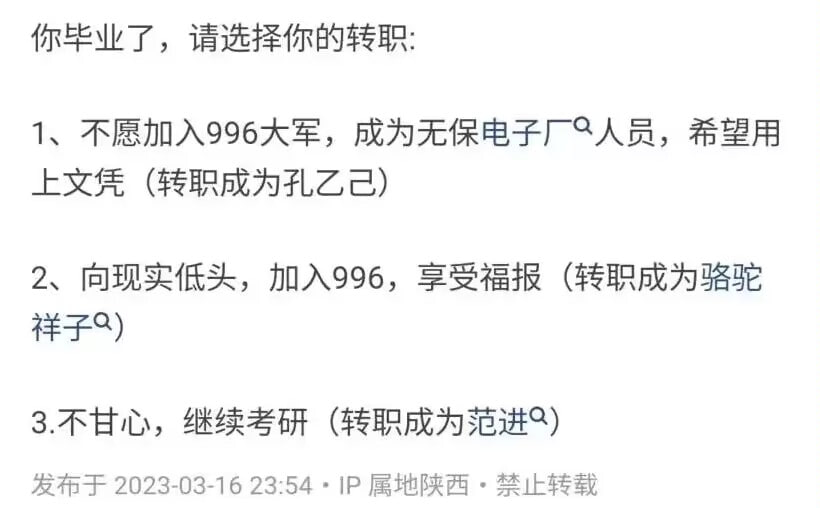 你毕业了，请选择你的转职:
1、不愿加入996大军，成为无保电子厂人员，希望用
上文凭（转职成为孔乙己）
2、向现实低头，加入996，享受福报（转职成为骆驼
祥子）
3.不甘心，继续考研（转职成为范进）
发布于 2023-03-16 23:54・IP 属地陕西・禁止转载